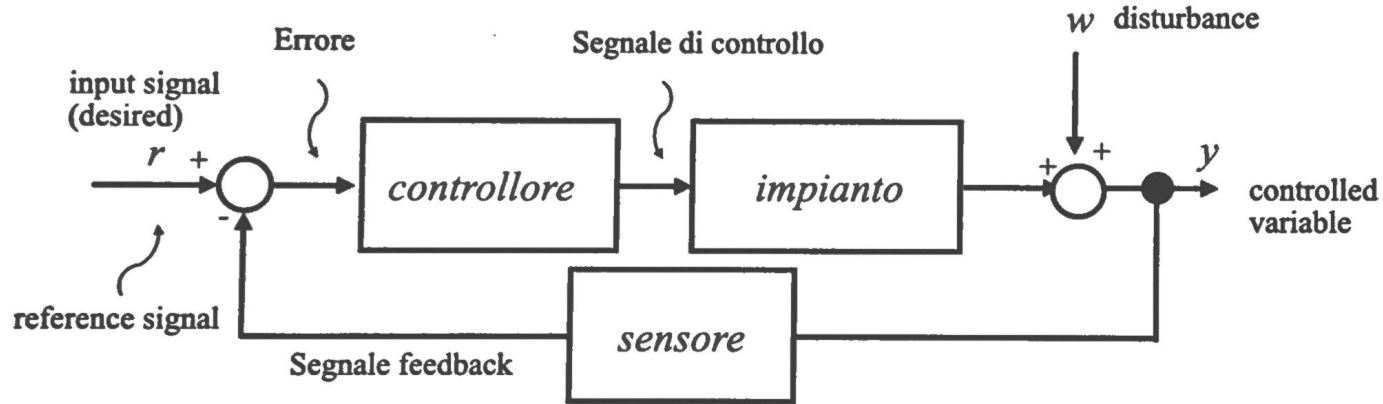 w disturbance
Errore
Segnale di controllo
input signal
(desired)
r
+
+
+
y
controllore
impianto
controlled
variable
-
reference signal
sensore
Segnale feedback